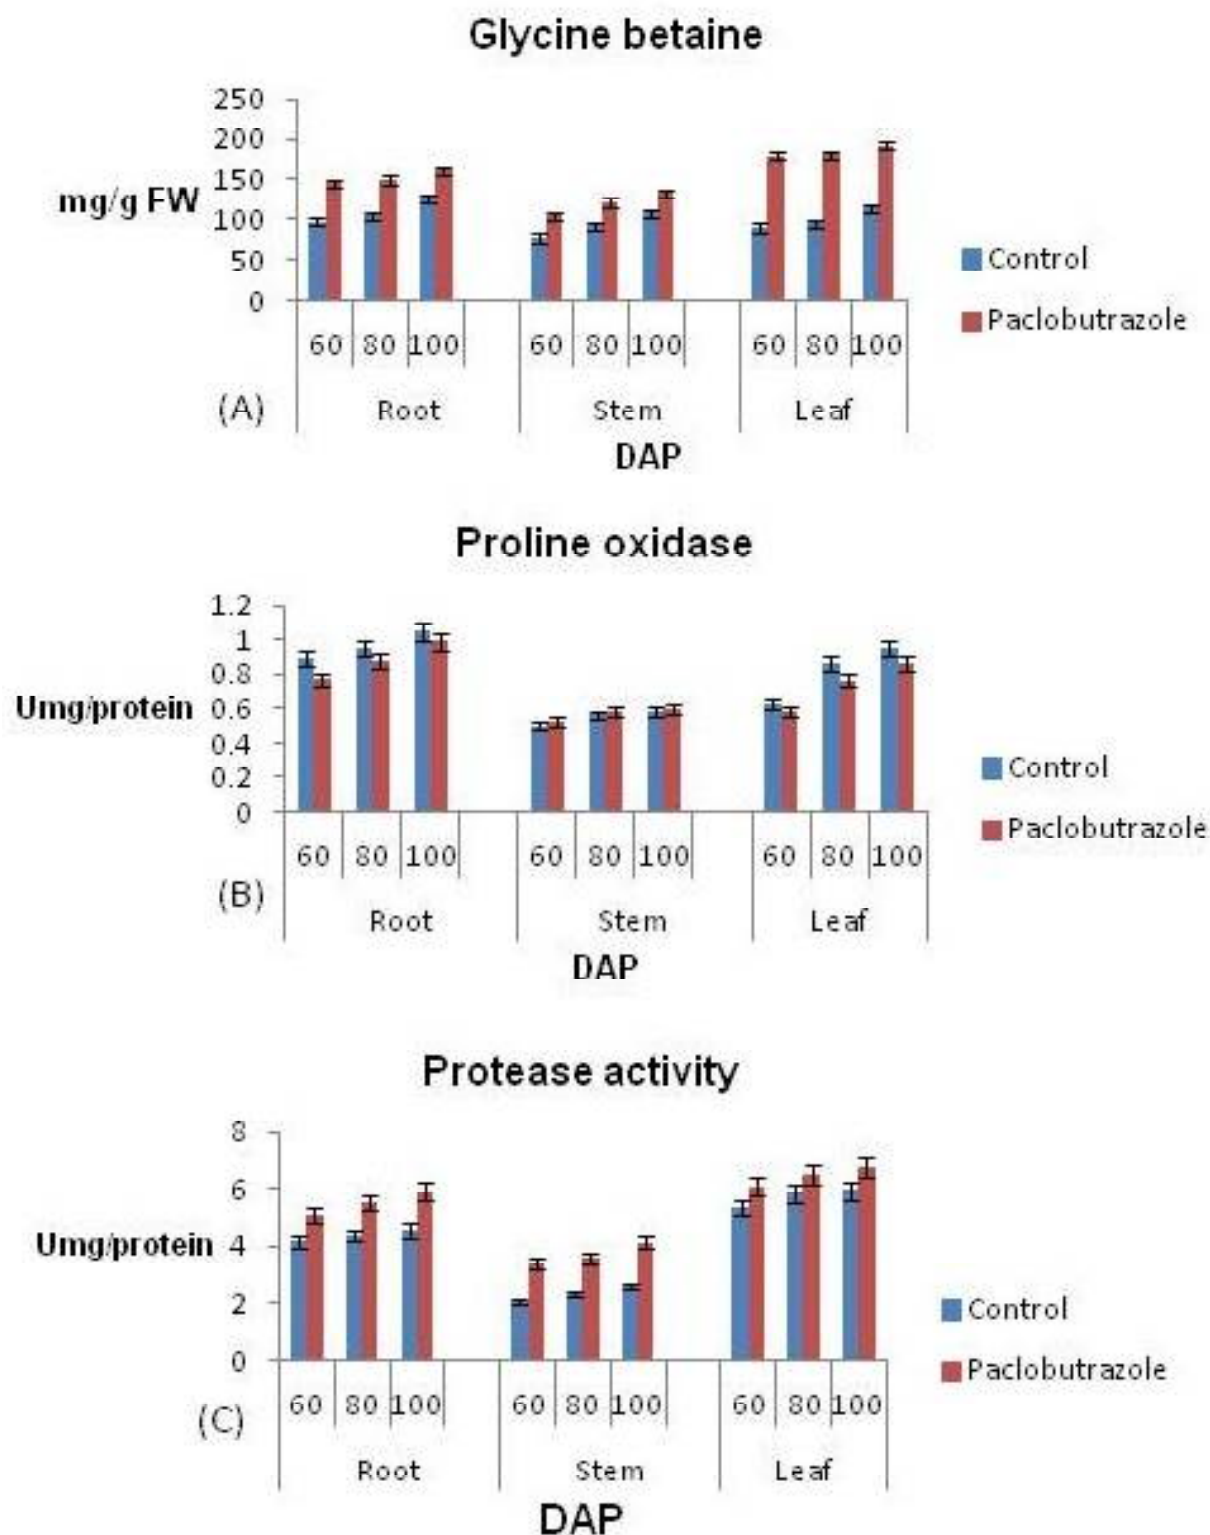 Glycine betaine
250
200
150
mg/g FW
100
50
0
Control
Paclobutrazole
60 80 100 60 80 100 60 80 100
(A) Root Stem Leaf
DAP
Proline oxidase
1.2
1
0.8
Umg/protein 0.6
0.4
0.2
0
Control
Paclobutrazole
60 80 100 60 80 100 60 80 100
(B)
Root Stem Leaf
DAP
Protease activity
8
6
Umg/protein 4
2
0
Control
Paclobutrazole
60 80 100 60 80 100 60 80 100
(C)
Root Stem Leaf
DAP